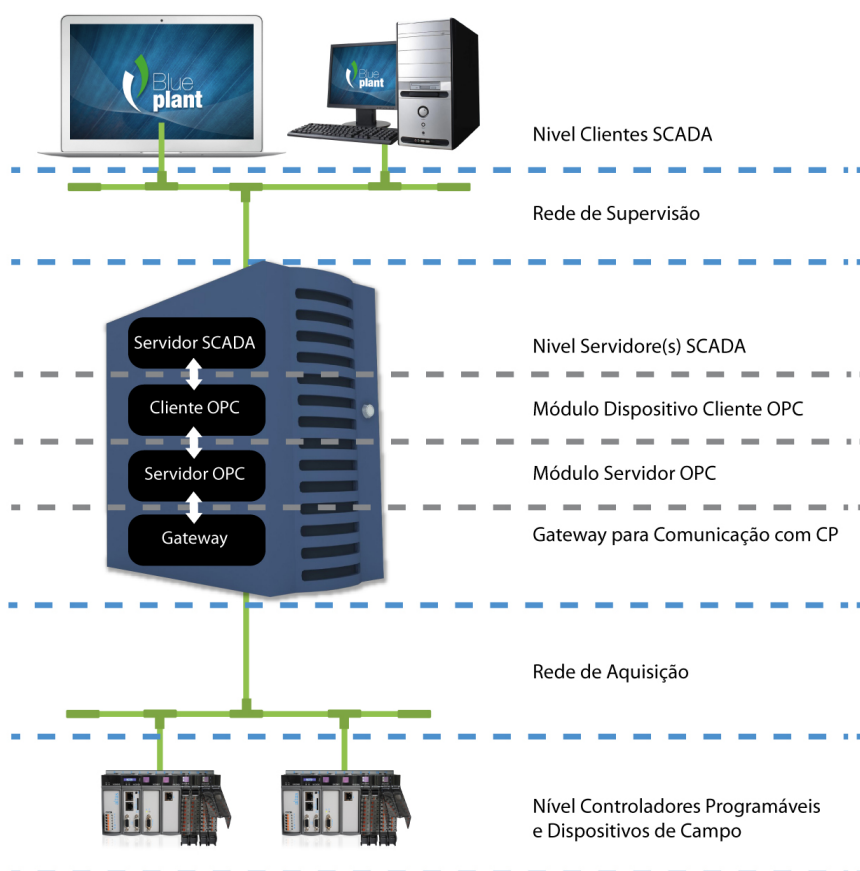 Blue
plant
Blue
plant
Nivel Clientes SCADA
Rede de Supervisão
Servidor SCADA
Nivel Servidore(s) SCADA
Cliente OPC
Módulo Dispositivo Cliente OPC
Servidor OPC
Módulo Servidor OPC
Gateway
Gateway para Comunicação com CP
Rede de Aquisição
Nível Controladores Programáveis
e Dispositivos de Campo